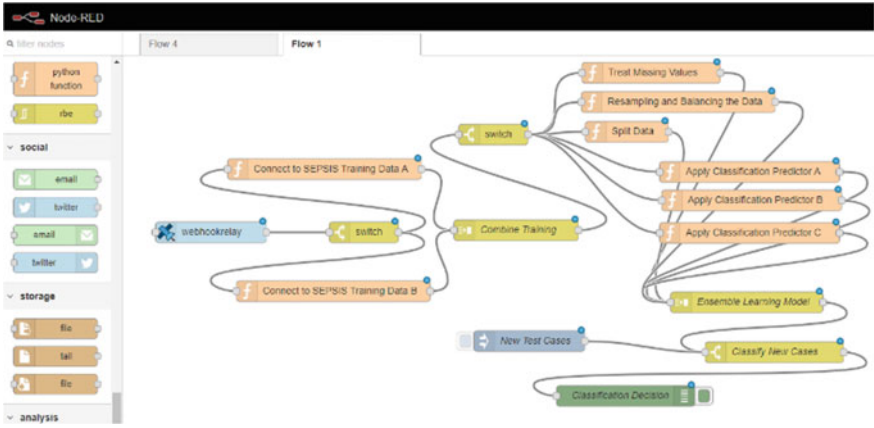 Node-RED
filter nodes
Flow 4
Flow 1
python
function
rbe
social
email
twitter
email
twitter
storage
file
tail
file
analysis
Treat Missing Values
Resampling and Balancing the Data
switch
Split Data
Connect to SEPSIS Training Data A
Apply Classification Predictor A
Apply Classification Predictor B
webhookrelay
switch
Combine Training
Apply Classification Predictor C
Connect to SEPSIS Training Data B
Ensemble Learning Model
New Test Cases
Classify New Cases
Classification Decision